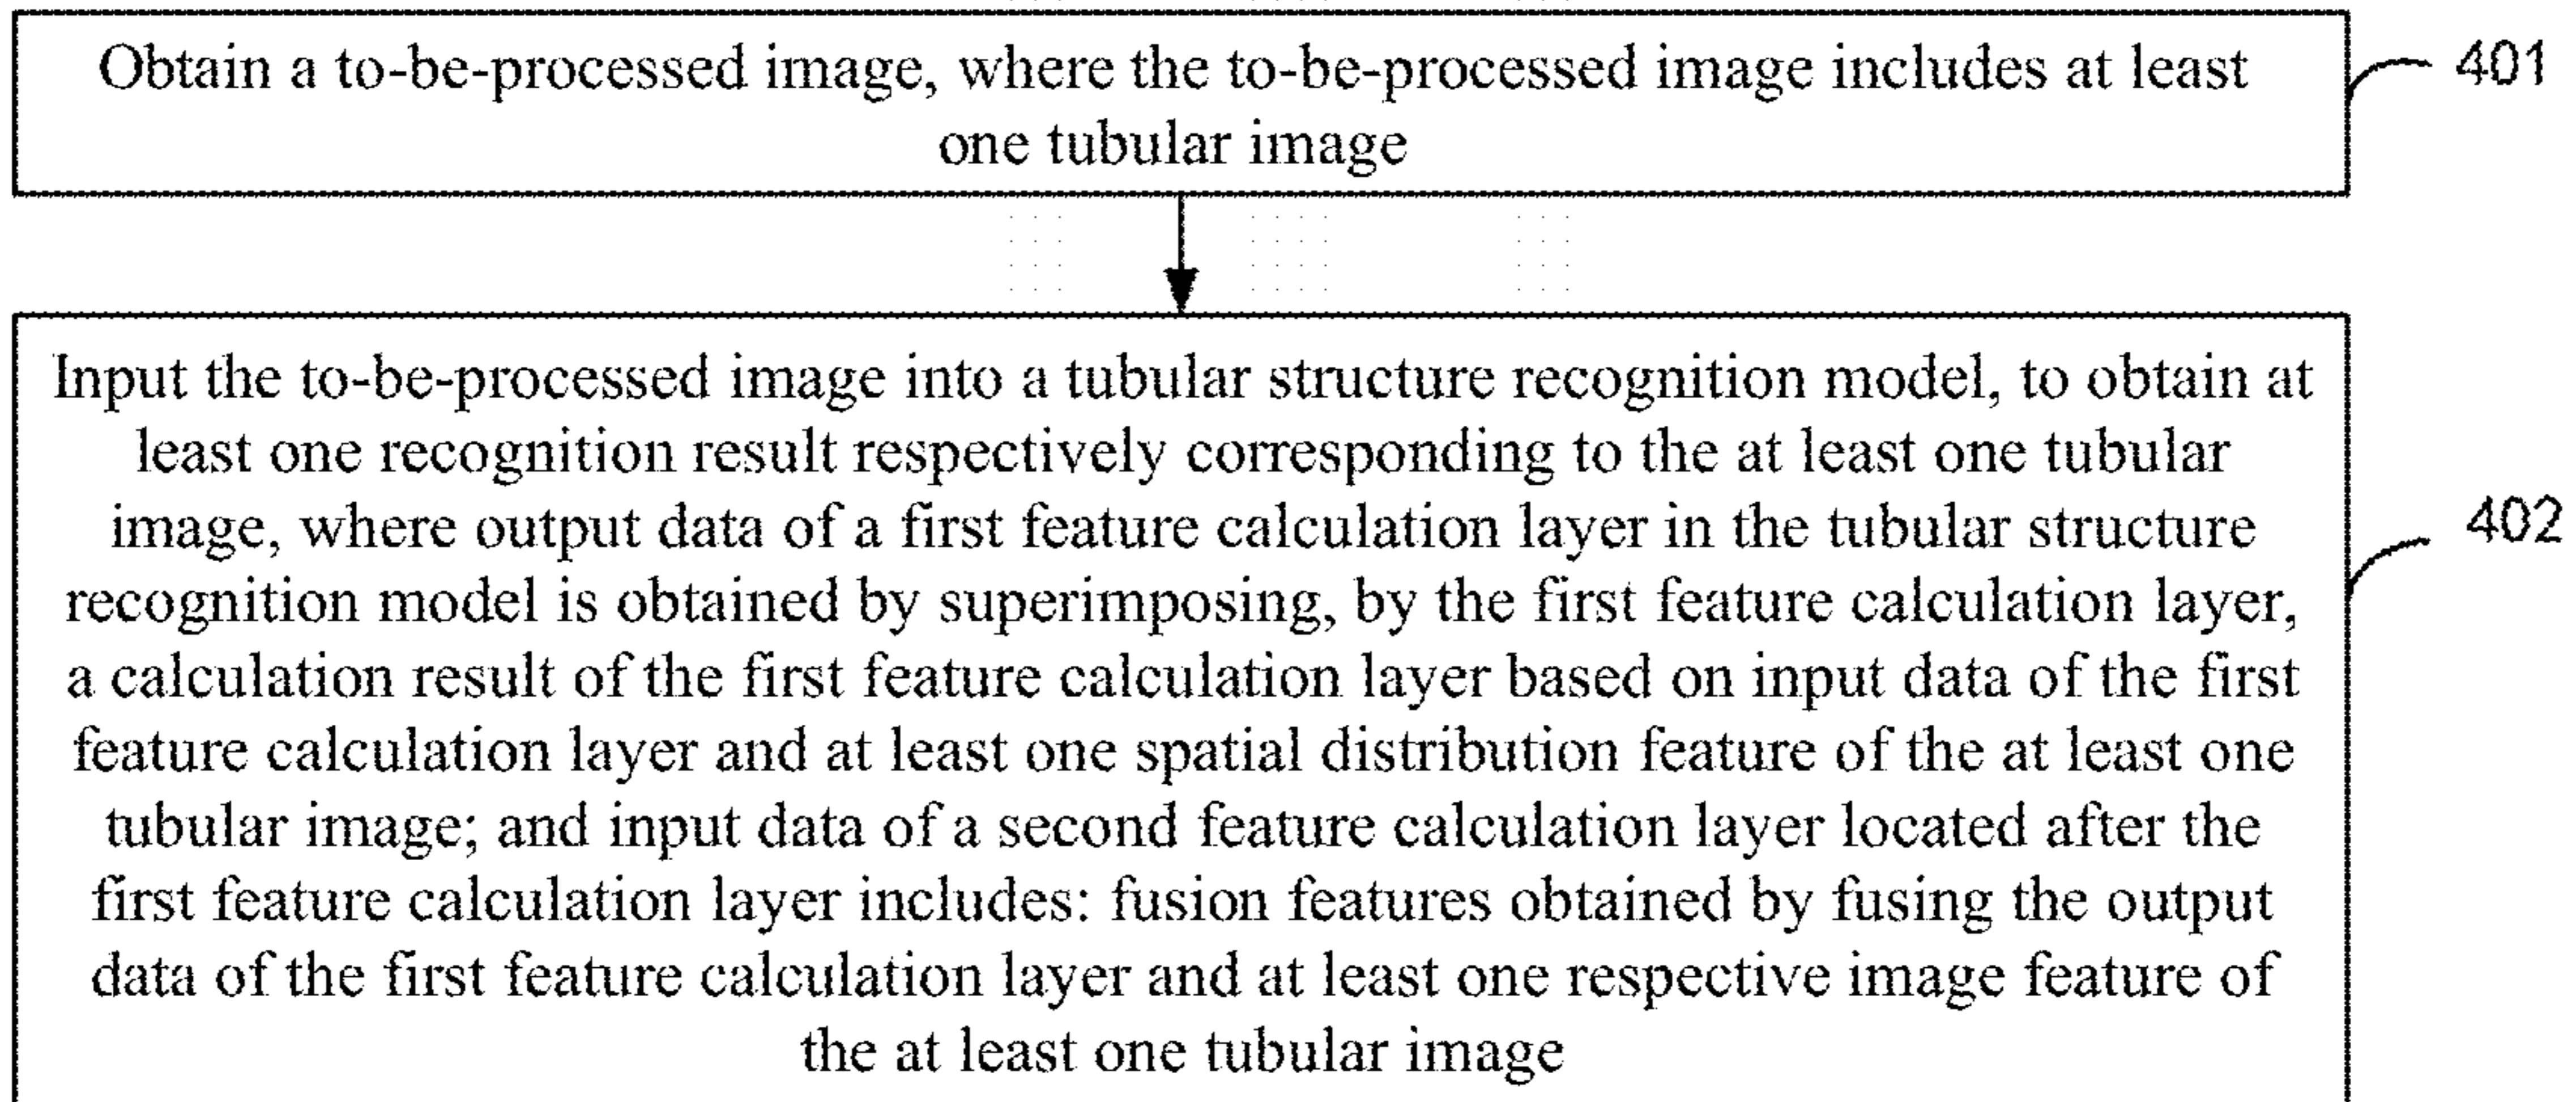 Obtain a to-be-processed image, where the to-be-processed image includes at least
one tubular image
401
Input the to-be-processed image into a tubular structure recognition model, to obtain at
least one recognition result respectively corresponding to the at least one tubular
image, where output data of a first feature calculation layer in the tubular structure
recognition model is obtained by superimposing, by the first feature calculation layer,
a calculation result of the first feature calculation layer based on input data of the first
feature calculation layer and at least one spatial distribution feature of the at least one
tubular image; and input data of a second feature calculation layer located after the
first feature calculation layer includes: fusion features obtained by fusing the output
data of the first feature calculation layer and at least one respective image feature of
the at least one tubular image
402